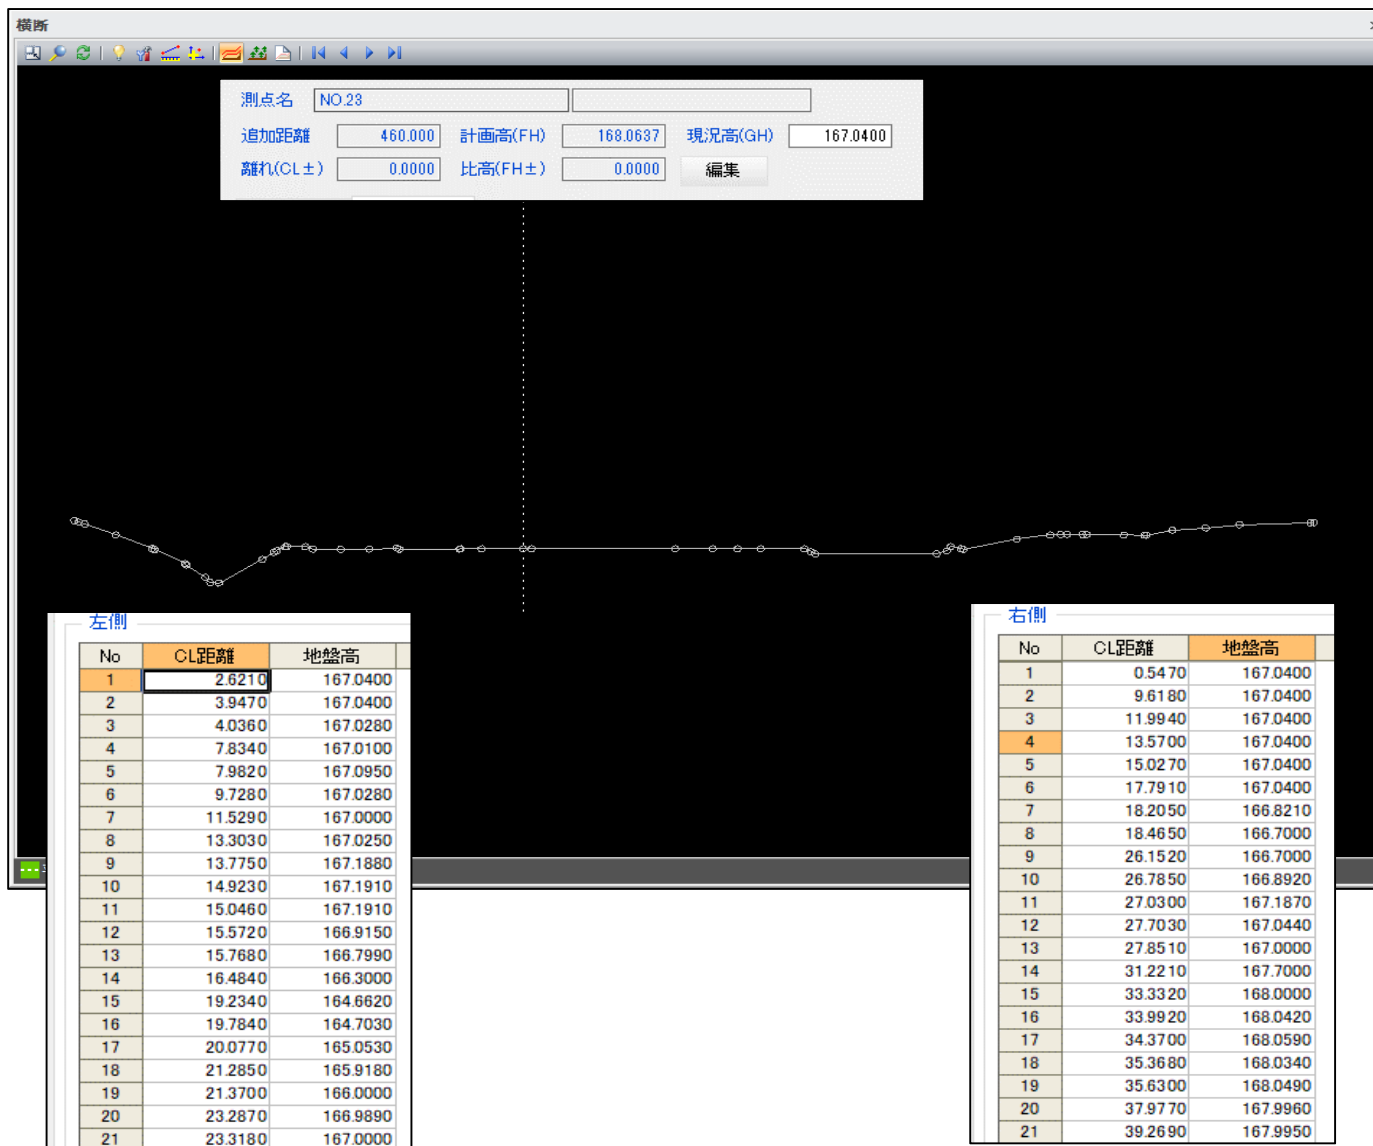 横断
測点名 NO.23
追加距離 460.000 計画高(FH) 168.0637 現況高(GH) 167.0400
離れ(CL±) 0.0000 比高(FH±) 0.0000 編集
左側
No CL距離 地盤高
1 2.6210 167.0400
2 3.9470 167.0400
3 4.0360 167.0280
4 7.8340 167.0100
5 7.9820 167.0950
6 9.7280 167.0280
7 11.5290 167.0000
8 13.3030 167.0250
9 13.7750 167.1880
10 14.9230 167.1910
11 15.0460 167.1910
12 15.5720 166.9150
13 15.7680 166.7990
14 16.4840 166.3000
15 19.2340 164.6620
16 19.7840 164.7030
17 20.0770 165.0530
18 21.2850 165.9180
19 21.3700 166.0000
20 23.2870 166.9890
21 23.3180 167.0000
右側
No CL距離 地盤高
1 0.5470 167.0400
2 9.6180 167.0400
3 11.9940 167.0400
4 13.5700 167.0400
5 15.0270 167.0400
6 17.7910 167.0400
7 18.2050 166.8210
8 18.4650 166.7000
9 26.1520 166.7000
10 26.7850 166.8920
11 27.0300 167.1870
12 27.7030 167.0440
13 27.8510 167.0000
14 31.2210 167.7000
15 33.3320 168.0000
16 33.9920 168.0420
17 34.3700 168.0590
18 35.3680 168.0340
19 35.6300 168.0490
20 37.9770 167.9960
21 39.2690 167.9950